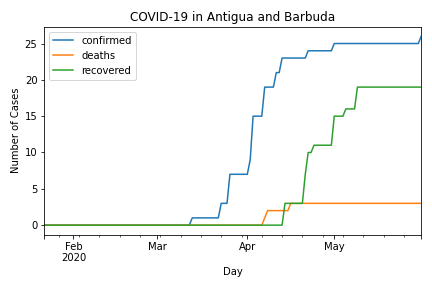 COVID-19 in Antigua and Barbuda
confirmed
deaths
recovered
25
20
15
10
5
0
Number of Cases
Feb
2020
Mar
Apr
May
Day